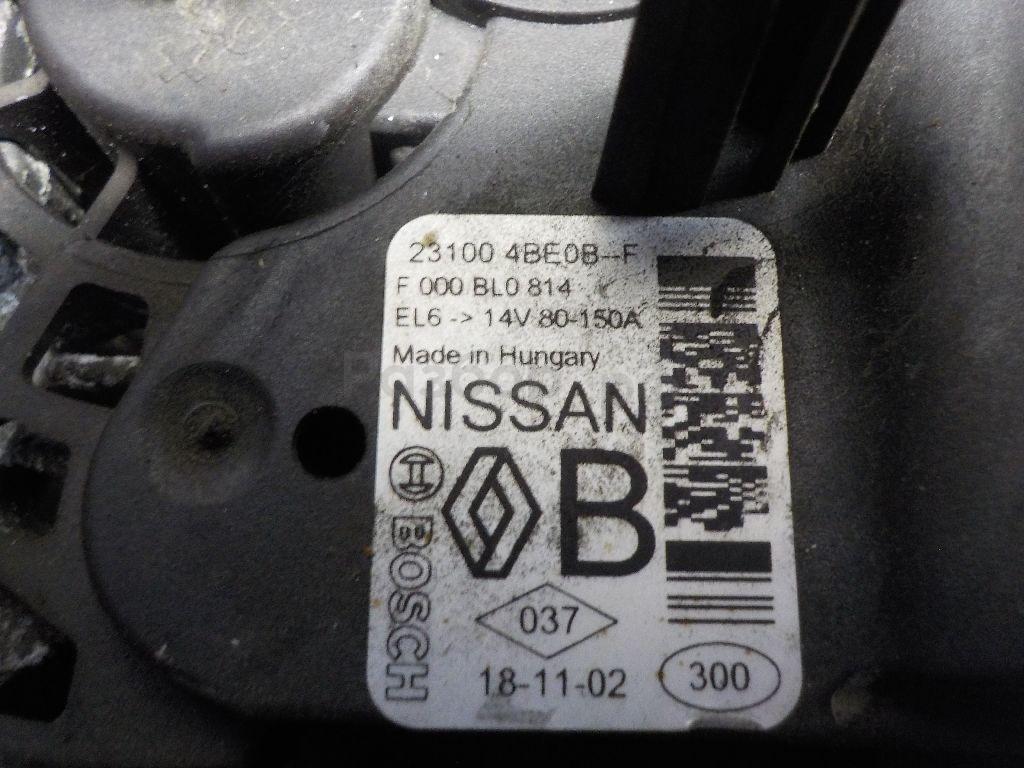 23100 4BE0B--F
F 000 BL0 814
EL6 -> 14V 80-150A
Made in Hungary
NISSAN
B
BOSCH
037
18-11-02
300